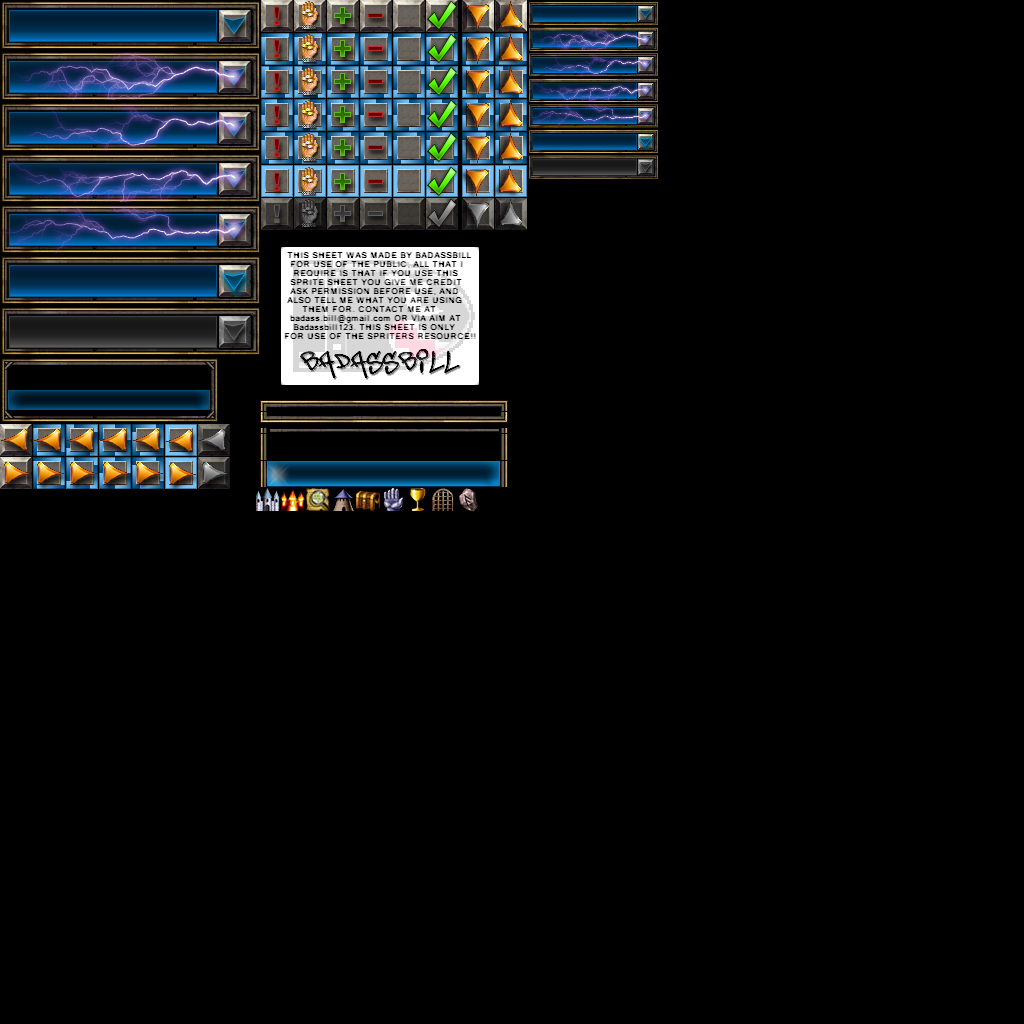 THIS SHEET WAS MADE BY BADASSBILL
FOR USE OF THE PUBLIC. ALL THAT I
REQUIRE IS THAT IF YOU USE THIS
SPRITE SHEET YOU GIVE ME CREDIT
ASK PERMISSION BEFORE USE, AND
ALSO TELL ME WHAT YOU ARE USING
THEM FOR. CONTACT ME AT
badass.bill@gmail.com OR VIA AIM AT
Badassbill123. THIS SHEET IS ONLY
FOR USE OF THE SPRITERS RESOURCE!!
BADASSBiLL